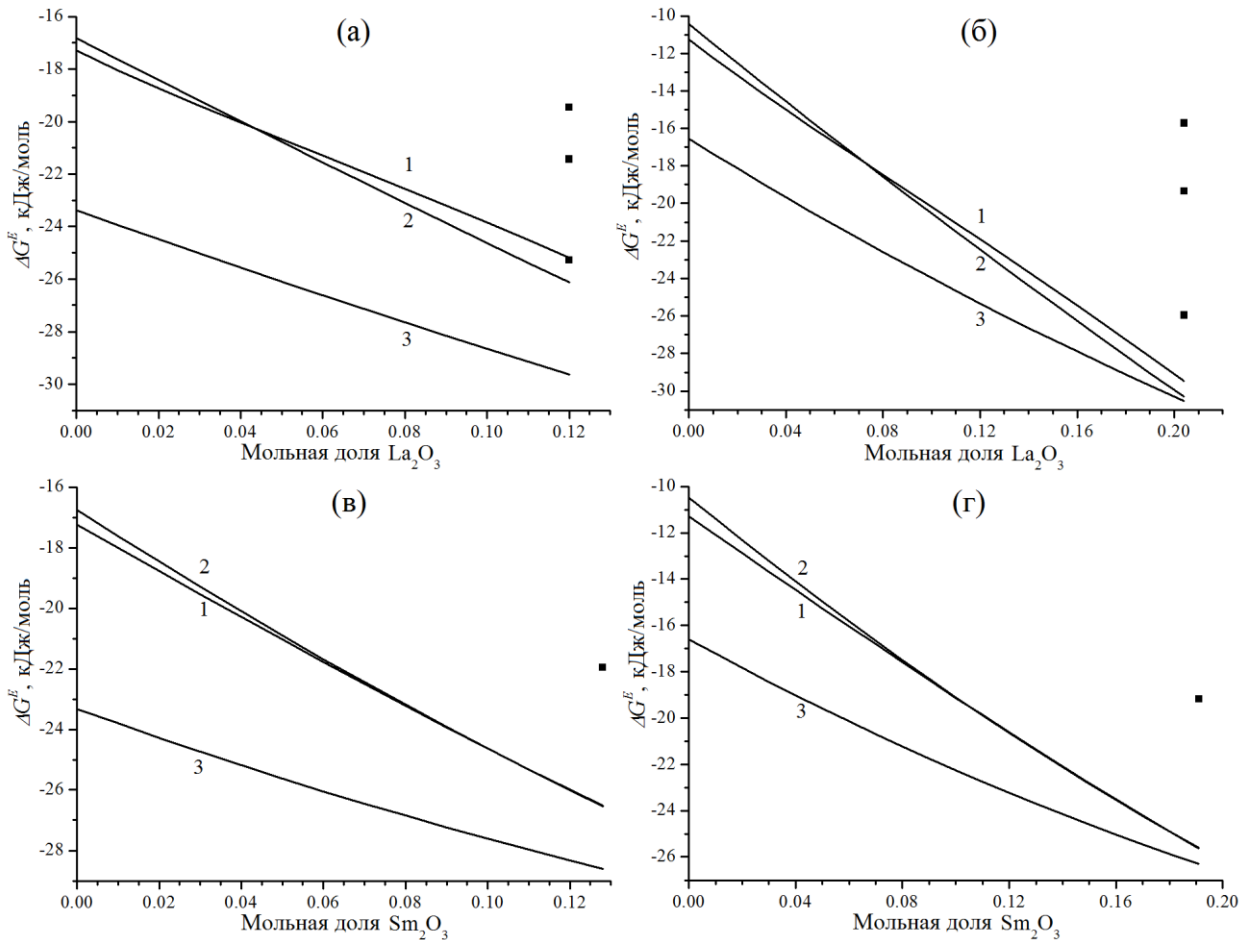 (а)
-16
-18
-20
-22
-24
-26
-28
-30
ΔG^E, кДж/моль
1
2
3
0.00 0.02 0.04 0.06 0.08 0.10 0.12
Мольная доля La₂O₃
(б)
-10
-12
-14
-16
-18
-20
-22
-24
-26
-28
-30
ΔG^E, кДж/моль
1
2
3
0.00 0.04 0.08 0.12 0.16 0.20
Мольная доля La₂O₃
(в)
-16
-18
-20
-22
-24
-26
-28
ΔG^E, кДж/моль
2
1
3
0.00 0.02 0.04 0.06 0.08 0.10 0.12
Мольная доля Sm₂O₃
(г)
-10
-12
-14
-16
-18
-20
-22
-24
-26
ΔG^E, кДж/моль
2
1
3
0.00 0.04 0.08 0.12 0.16 0.20
Мольная доля Sm₂O₃